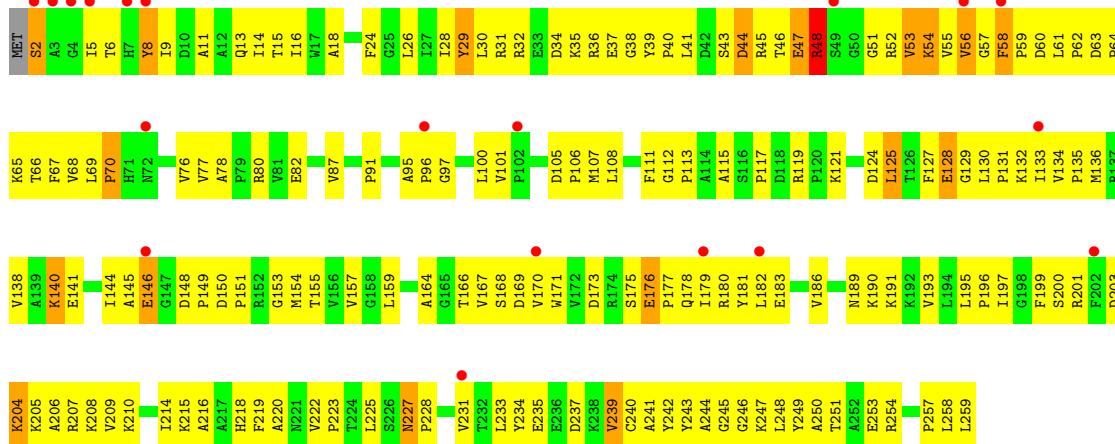 MET S2 A3 G4 I5 T6 H7 Y8 I9 D10 A11 A12 Q13 I14 T15 I16 W17 A18 F24 G25 L26 I27 I28 Y29 L30 R31 R32 E33 D34 K35 R36 E37 G38 Y39 P40 L41 D42 S43 D44 R45 T46 E47 R48 S49 G50 G51 R52 V53 K54 V55 V56 G57 F58 P59 D60 L61 P62 D63
K65 T66 F67 V68 L69 P70 H71 N72 V76 V77 A78 P79 R80 V81 E82 V87 P91 A95 P96 G97 L100 V101 P102 D105 P106 M107 L108 F111 G112 P113 A114 A115 S116 P117 D118 R119 P120 K121 D124 L125 T126 F127 E128 G129 L130 P131 K132 I133 V134 P135 M136 R137
V138 A139 K140 E141 I144 A145 E146 G147 D148 P149 D150 P151 R152 G153 M154 T155 V156 V157 G158 L159 A164 G165 T166 V167 S168 D169 V170 W171 V172 D173 R174 S175 E176 P177 Q178 I179 R180 Y181 L182 E183 V186 N189 K190 K191 K192 V193 L194 L195 P196 I197 G198 F199 S200 R201 F202 D203
K204 K205 A206 R207 K208 V209 K210 I214 K215 A216 A217 H218 F219 A220 N221 V222 P223 T224 L225 S226 N227 P228 V231 T232 L233 Y234 E235 E236 D237 K238 V239 C240 A241 Y242 Y243 A244 G245 G246 K247 L248 Y249 A250 T251 A252 E253 R254 P257 L258 L259